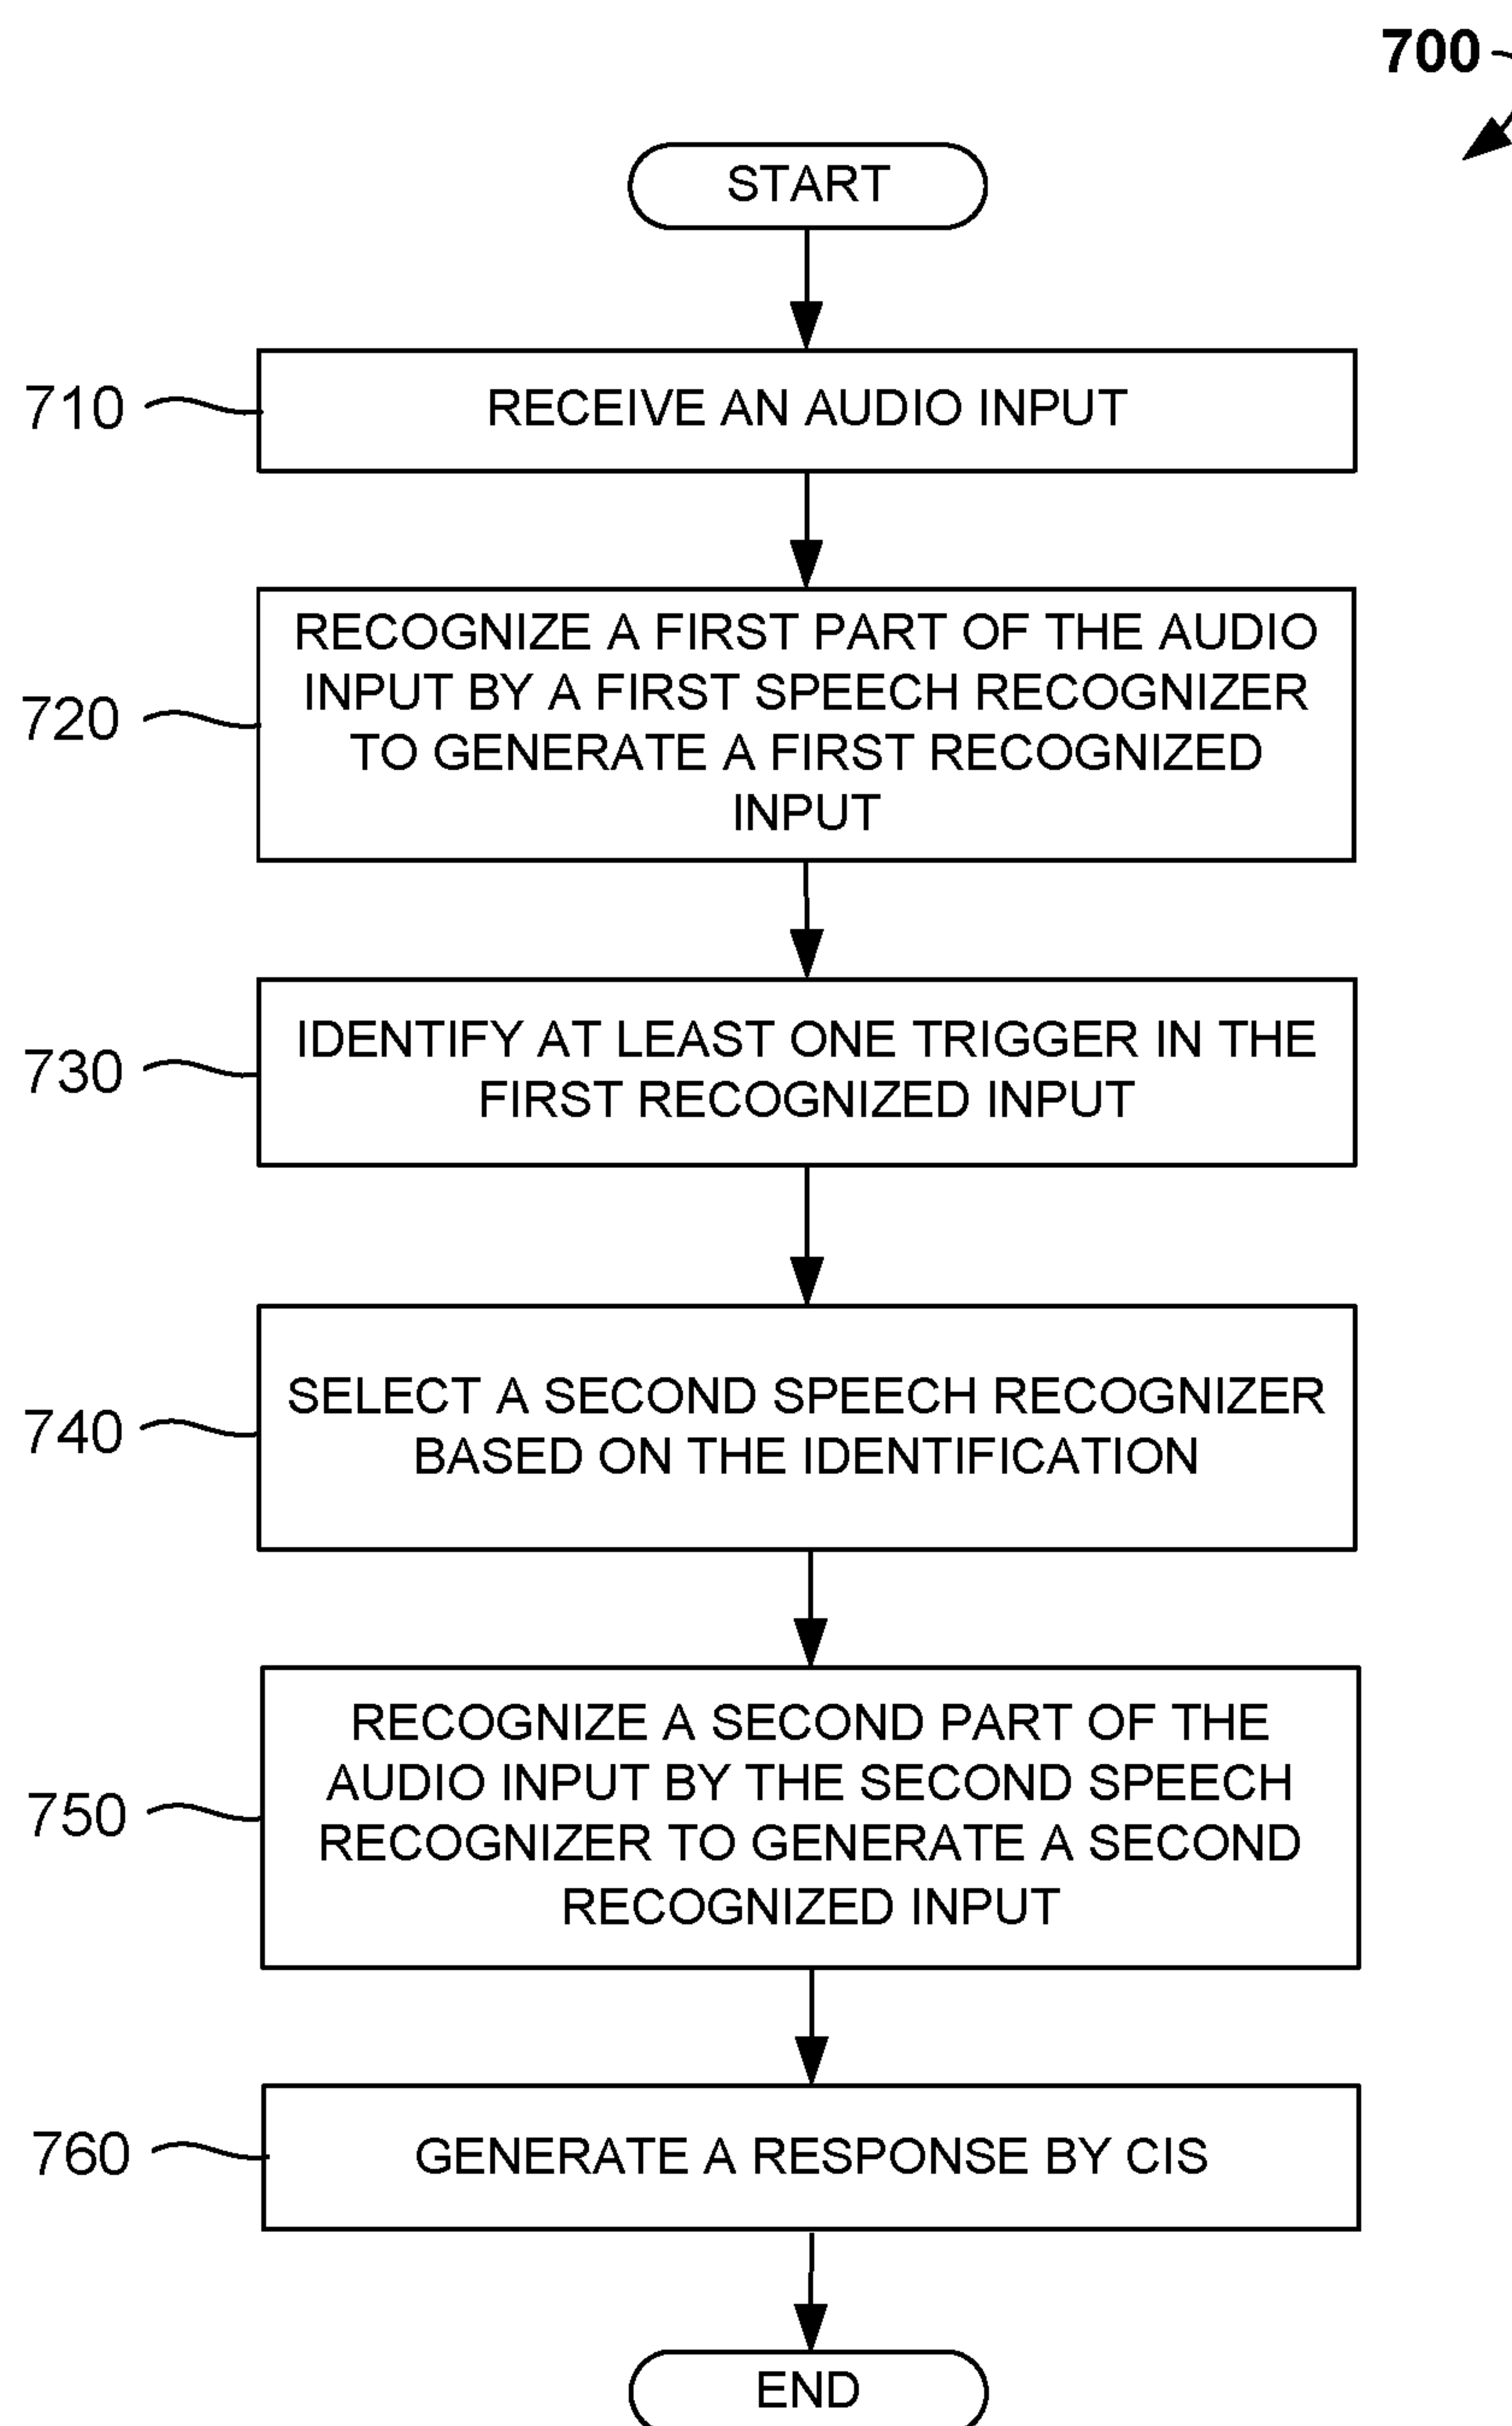 700
START
710
RECEIVE AN AUDIO INPUT
RECOGNIZE A FIRST PART OF THE AUDIO
INPUT BY A FIRST SPEECH RECOGNIZER
720
TO GENERATE A FIRST RECOGNIZED
INPUT
IDENTIFY AT LEAST ONE TRIGGER IN THE
730
FIRST RECOGNIZED INPUT
SELECT A SECOND SPEECH RECOGNIZER
740
BASED ON THE IDENTIFICATION
RECOGNIZE A SECOND PART OF THE
AUDIO INPUT BY THE SECOND SPEECH
750
RECOGNIZER TO GENERATE A SECOND
RECOGNIZED INPUT
760
GENERATE A RESPONSE BY CIS
END